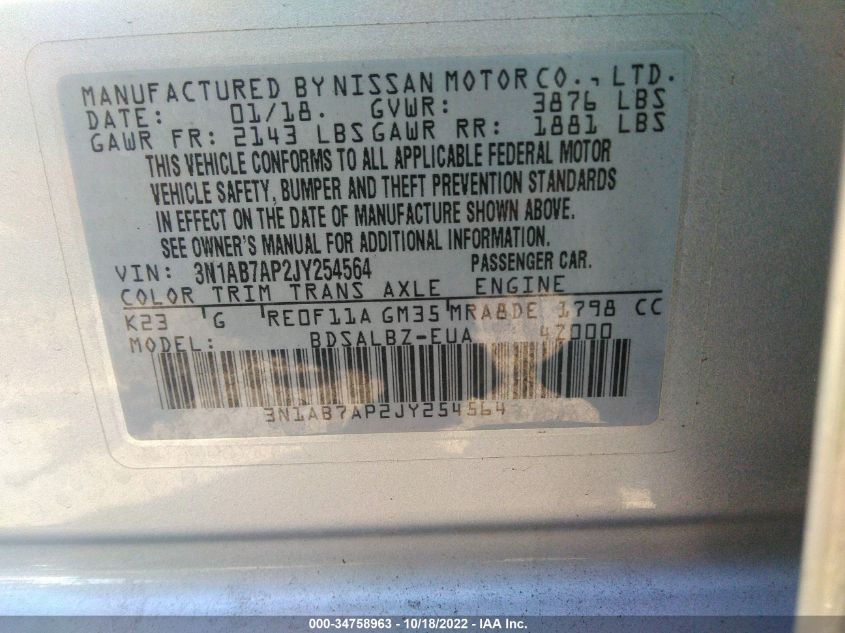 MANUFACTURED BY NISSAN MOTOR CO., LTD.
DATE: 01/18. GVWR: 3876 LBS
GAWR FR: 2143 LBS GAWR RR: 1881 LBS
THIS VEHICLE CONFORMS TO ALL APPLICABLE FEDERAL MOTOR
VEHICLE SAFETY, BUMPER AND THEFT PREVENTION STANDARDS
IN EFFECT ON THE DATE OF MANUFACTURE SHOWN ABOVE.
SEE OWNER'S MANUAL FOR ADDITIONAL INFORMATION.
VIN: 3N1AB7AP2JY254564 PASSENGER CAR.
COLOR TRIM TRANS AXLE ENGINE
K23 G RE0F11A GM35 MRA8DE 1798 CC
MODEL: BDSALBZ-EUA 47000
3N1AB7AP2JY254564
000-34758963 - 10/18/2022 - IAA Inc.